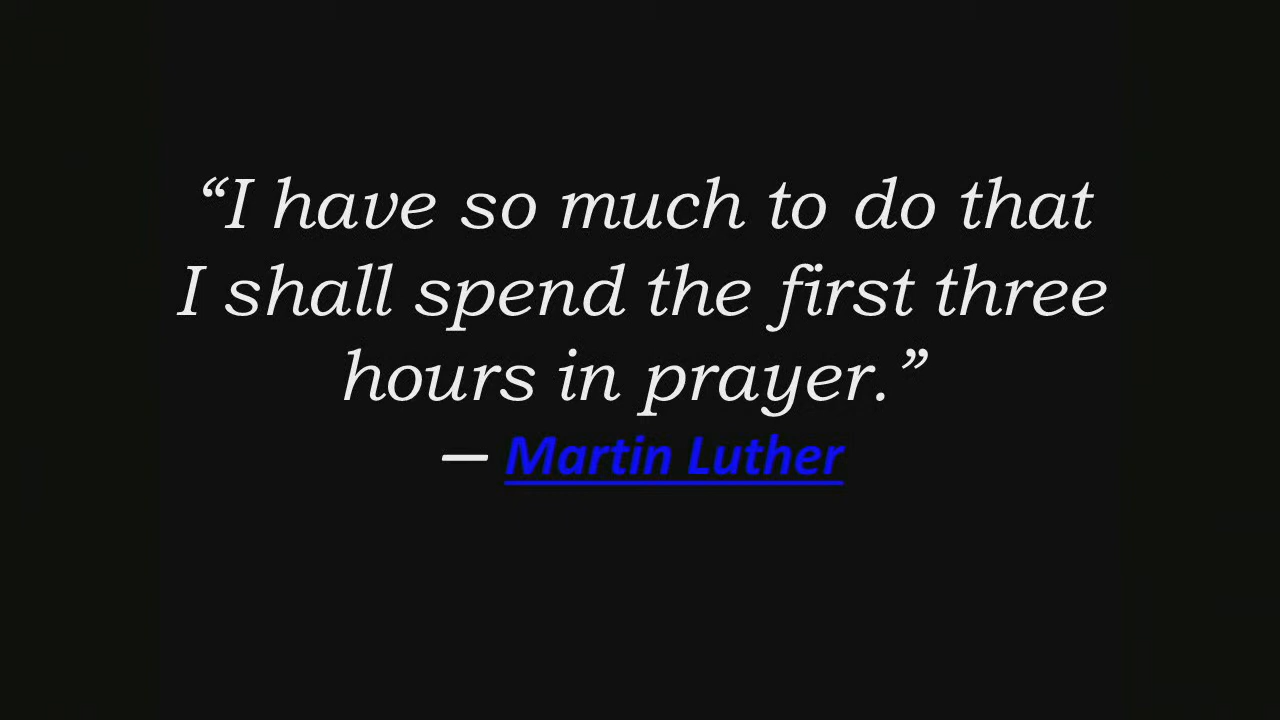 “I have so much to do that
I shall spend the first three
hours in prayer.”
— Martin Luther